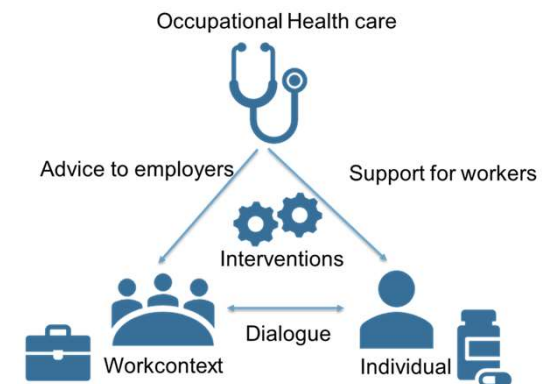 Occupational Health care
Advice to employers
Support for workers
Interventions
Dialogue
Workcontext
Individual